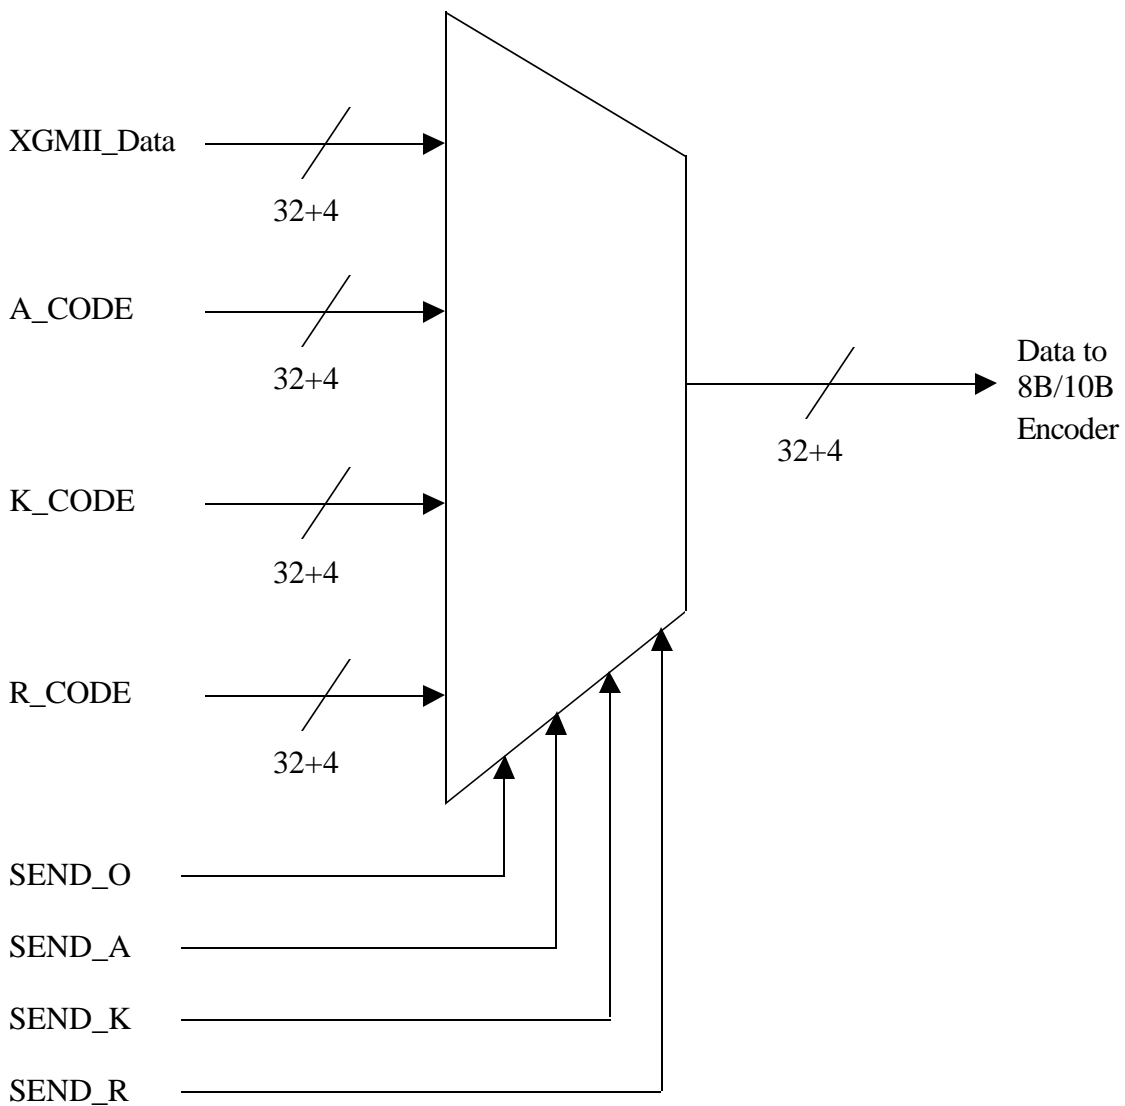 XGMII_Data
32+4
A_CODE
32+4
K_CODE
32+4
R_CODE
32+4
Data to
8B/10B
Encoder
32+4
SEND_O
SEND_A
SEND_K
SEND_R